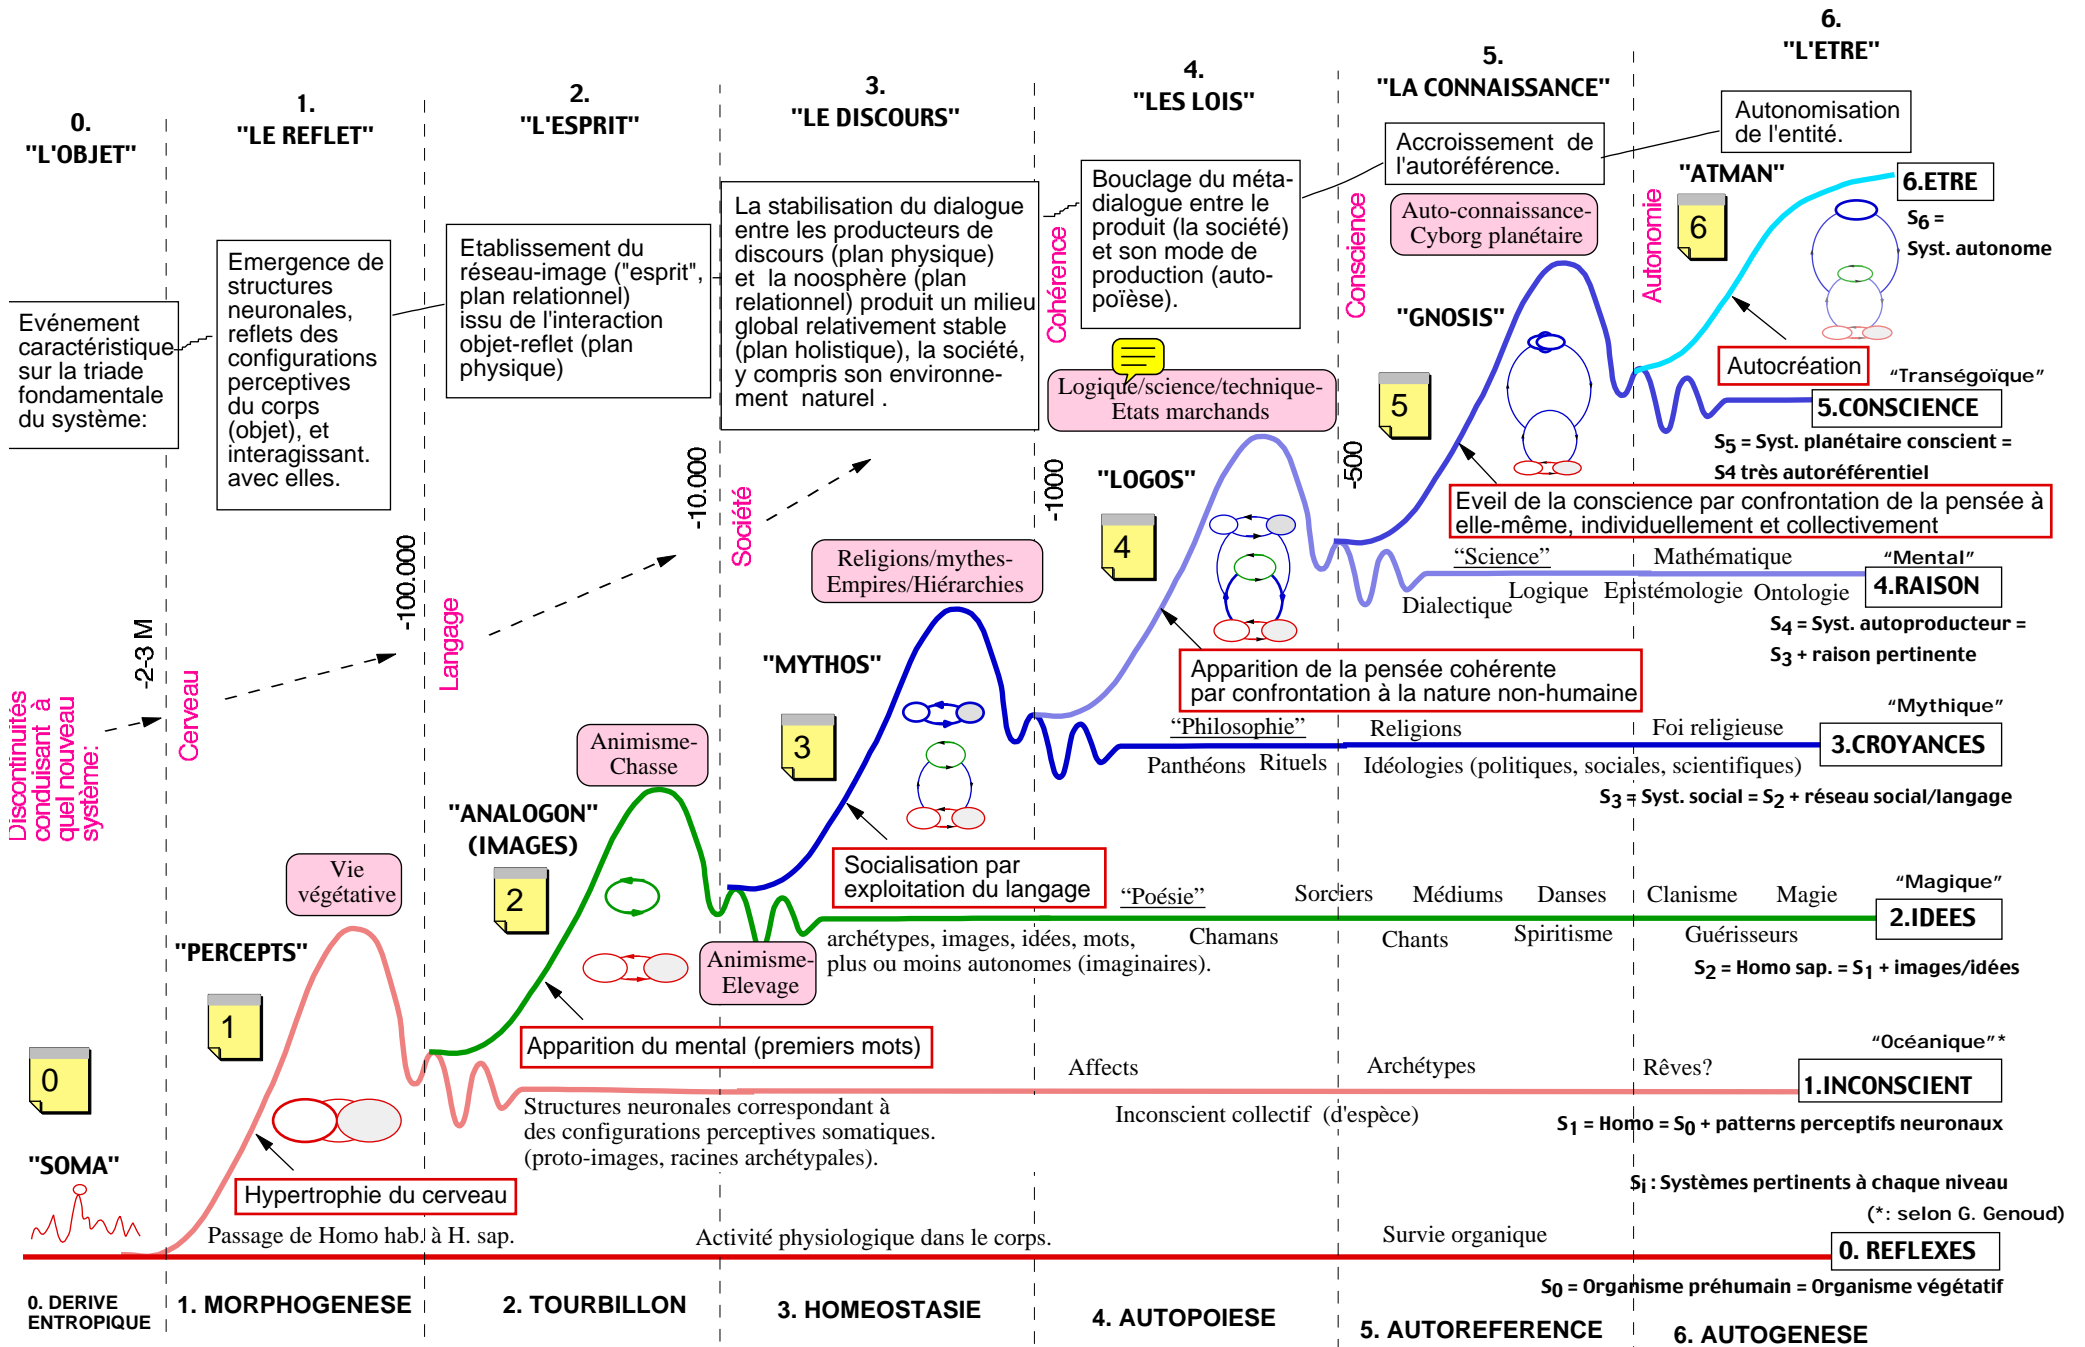 0.
"L'OBJET"
1.
"LE REFLET"
2.
"L'ESPRIT"
3.
"LE DISCOURS"
4.
"LES LOIS"
5.
"LA CONNAISSANCE"
6.
"L'ETRE"
Evénement
caractéristique
sur la triade
fondamentale
du système:
Emergence de
structures
neuronales,
reflets des
configurations
perceptives
du corps
(objet), et
interagissant.
avec elles.
Etablissement du
réseau-image ("esprit",
plan relationnel)
issu de l'interaction
objet-reflet (plan
physique)
La stabilisation du dialogue
entre les producteurs de
discours (plan physique)
et la noosphère (plan
relationnel) produit un milieu
global relativement stable
(plan holistique), la société,
y compris son environne-
ment naturel .
Bouclage du méta-
dialogue entre le
produit (la société)
et son mode de
production (auto-
poïèse).
Accroissement de
l'autoréférence.
Autonomisation
de l'entité.
Discontinuités
conduisant à
quel nouveau
système:
-2-3 M
Cerveau
-100.000
Langage
-10.000
Société
-1000
Cohérence
-500
Conscience
Autonomie
"ATMAN"
6
6.ETRE
S6 =
Syst. autonome
Autocréation
Auto-connaissance-
Cyborg planétaire
"GNOSIS"
5
“Transégoïque”
5.CONSCIENCE
S5 = Syst. planétaire conscient =
S4 très autoréférentiel
Eveil de la conscience par confrontation de la pensée à
elle-même, individuellement et collectivement
Logique/science/technique-
Etats marchands
"LOGOS"
4
“Science”
Mathématique
“Mental”
Dialectique
Logique
Epistémologie
Ontologie
4.RAISON
S4 = Syst. autoproducteur =
S3 + raison pertinente
Apparition de la pensée cohérente
par confrontation à la nature non-humaine
Religions/mythes-
Empires/Hiérarchies
"MYTHOS"
3
“Philosophie”
Religions
Foi religieuse
“Mythique”
3.CROYANCES
Panthéons
Rituels
Idéologies (politiques, sociales, scientifiques)
S3 = Syst. social = S2 + réseau social/langage
Socialisation par
exploitation du langage
Animisme-
Chasse
"ANALOGON"
(IMAGES)
2
“Poésie”
Sorciers
Médiums
Danses
Clanisme
Magie
“Magique”
2.IDEES
Animisme-
Elevage
archétypes, images, idées, mots,
plus ou moins autonomes (imaginaires).
Chamans
Chants
Spiritisme
Guérisseurs
S2 = Homo sap. = S1 + images/idées
Apparition du mental (premiers mots)
Vie
végétative
"PERCEPTS"
1
Affects
Archétypes
Rêves?
“Océanique”*
1.INCONSCIENT
Structures neuronales correspondant à
des configurations perceptives somatiques.
(proto-images, racines archétypales).
Inconscient collectif (d'espèce)
S1 = Homo = S0 + patterns perceptifs neuronaux
0
"SOMA"
Hypertrophie du cerveau
Passage de Homo hab. à H. sap.
Activité physiologique dans le corps.
Survie organique
Si : Systèmes pertinents à chaque niveau
(*: selon G. Genoud)
0. REFLEXES
S0 = Organisme préhumain = Organisme végétatif
0. DERIVE
ENTROPIQUE
1. MORPHOGENESE
2. TOURBILLON
3. HOMEOSTASIE
4. AUTOPOIESE
5. AUTOREFERENCE
6. AUTOGENESE